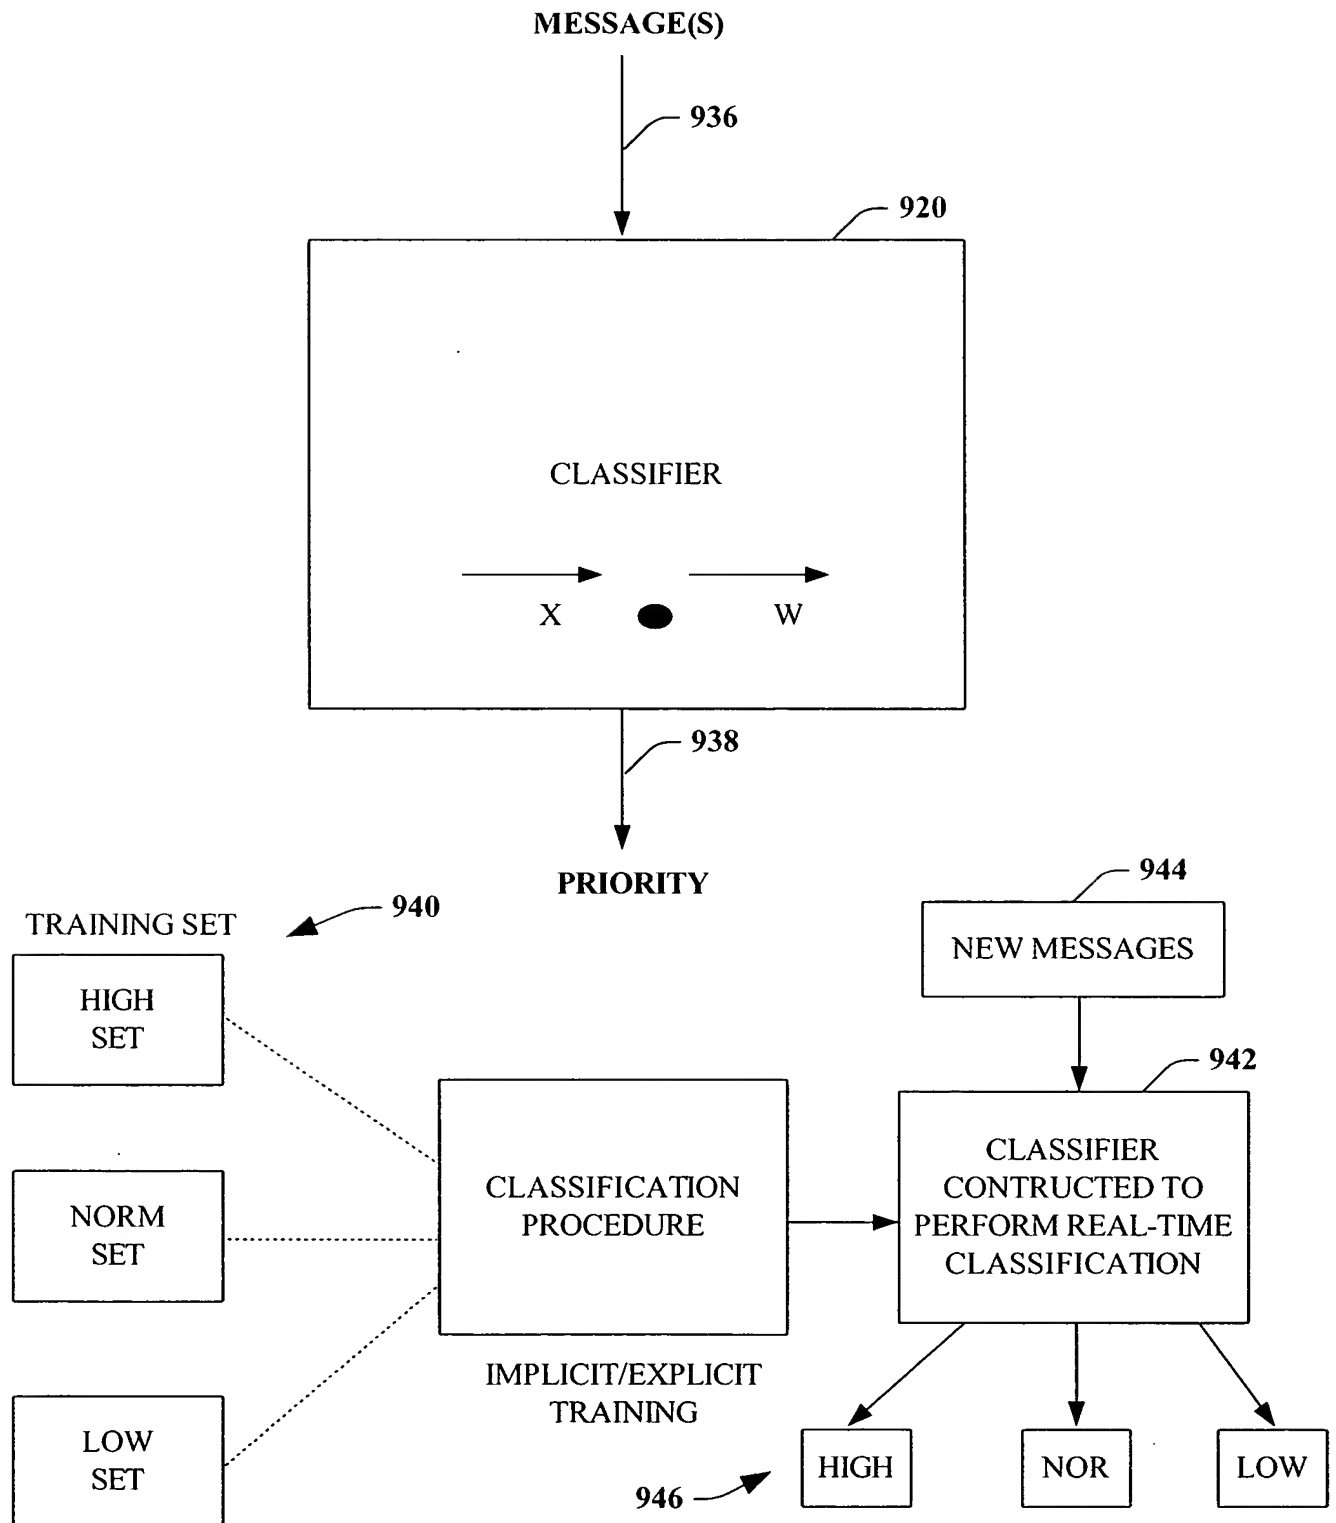 MESSAGE(S)
936
920
CLASSIFIER
X
W
938
PRIORITY
944
940
TRAINING SET
NEW MESSAGES
HIGH
SET
942
CLASSIFIER
CONTRUCTED TO
PERFORM REAL-TIME
CLASSIFICATION
CLASSIFICATION
PROCEDURE
NORM
SET
IMPLICIT/EXPLICIT
TRAINING
LOW
SET
HIGH
NOR
LOW
946